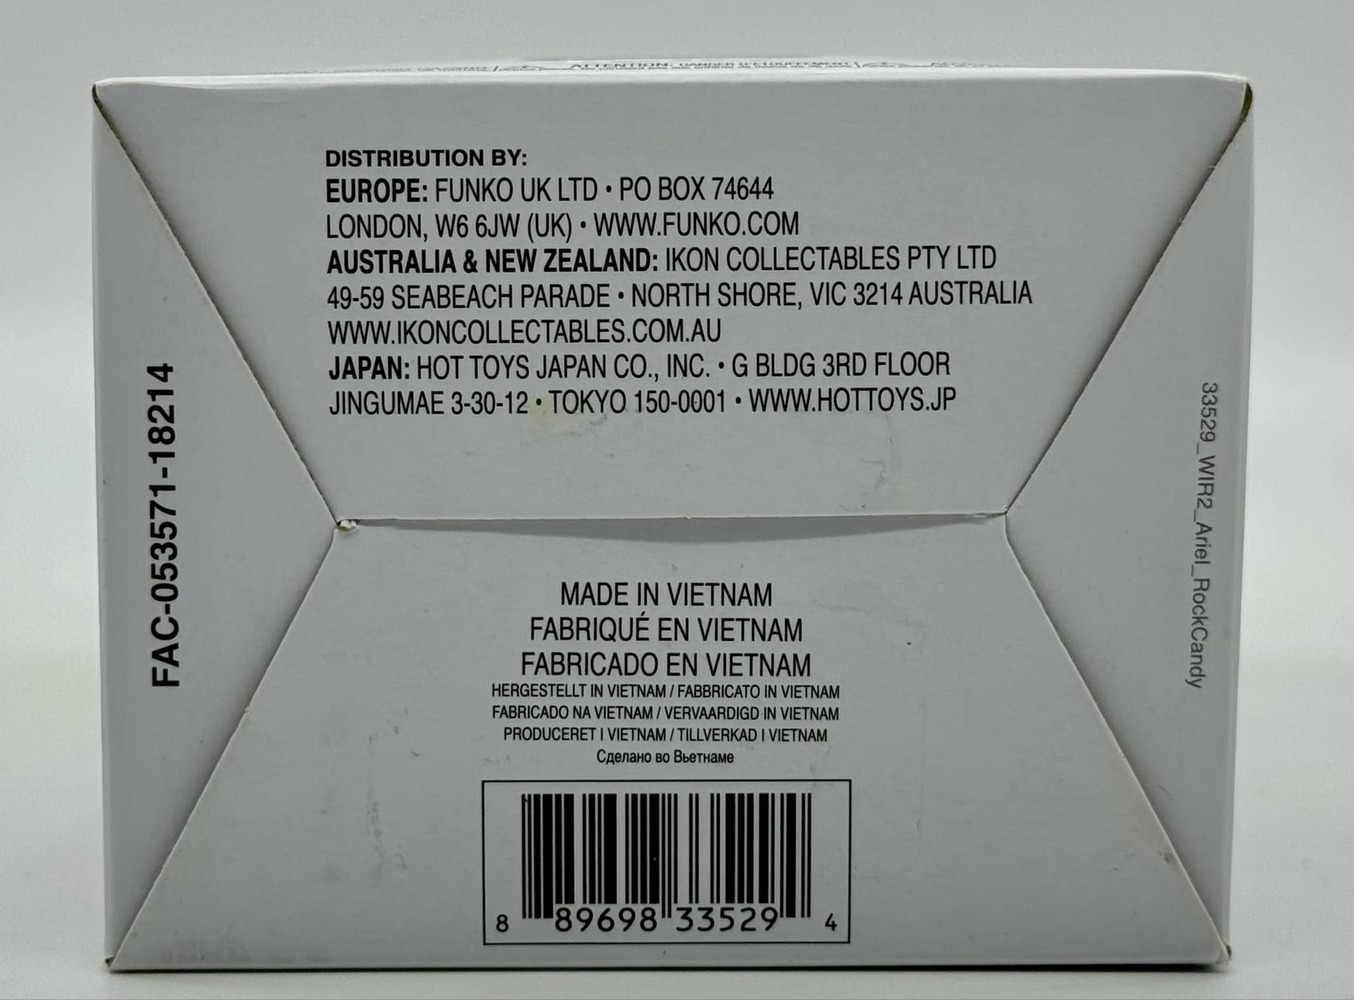 ATTENTION: DANGER D'ÉTOUFFEMENT
DISTRIBUTION BY:
EUROPE: FUNKO UK LTD • PO BOX 74644
LONDON, W6 6JW (UK) • WWW.FUNKO.COM
AUSTRALIA & NEW ZEALAND: IKON COLLECTABLES PTY LTD
49-59 SEABEACH PARADE • NORTH SHORE, VIC 3214 AUSTRALIA
WWW.IKONCOLLECTABLES.COM.AU
JAPAN: HOT TOYS JAPAN CO., INC. • G BLDG 3RD FLOOR
JINGUMAE 3-30-12 • TOKYO 150-0001 • WWW.HOTTOYS.JP
FAC-053571-18214
33529_WIR2_Ariel_RockCandy
MADE IN VIETNAM
FABRIQUÉ EN VIETNAM
FABRICADO EN VIETNAM
HERGESTELLT IN VIETNAM / FABBRICATO IN VIETNAM
FABRICADO NA VIETNAM / VERVAARDIGD IN VIETNAM
PRODUCERET I VIETNAM / TILLVERKAD I VIETNAM
Сделано во Вьетнаме
8 89698 33529 4